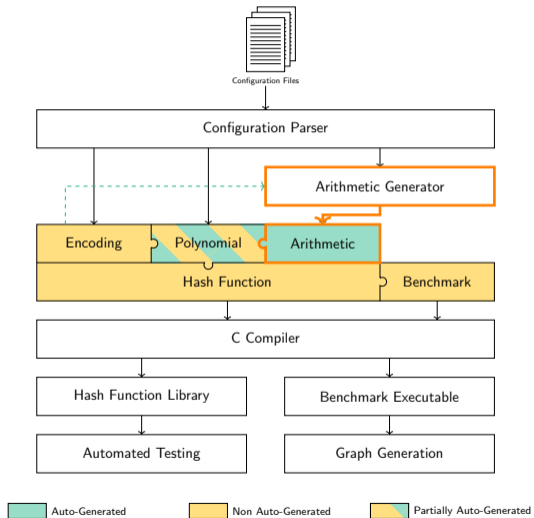 Configuration Files
Configuration Parser
Arithmetic Generator
Encoding
Polynomial
Arithmetic
Hash Function
Benchmark
C Compiler
Hash Function Library
Benchmark Executable
Automated Testing
Graph Generation
Auto-Generated
Non Auto-Generated
Partially Auto-Generated